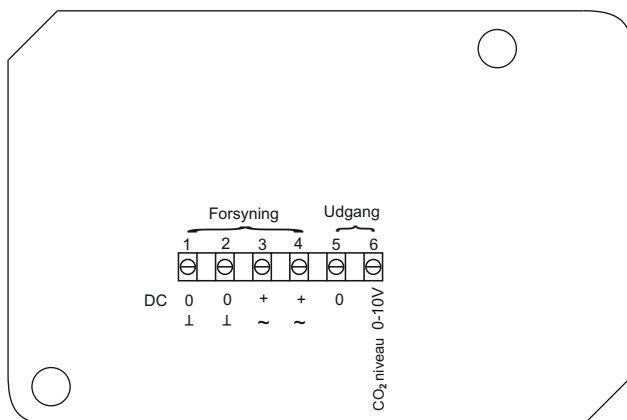 Forsyning Udgang
1 2 3 4 5 6
DC 0 0 + + 0
⊥ ⊥ ~ ~
CO₂ niveau 0-10V